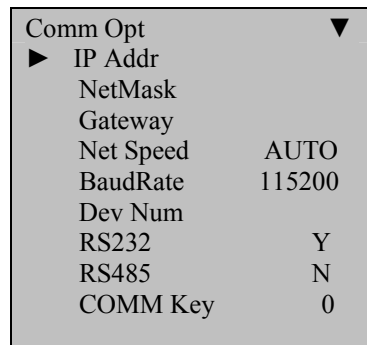 Comm Opt ▼
► IP Addr
NetMask
Gateway
Net Speed AUTO
BaudRate 115200
Dev Num
RS232 Y
RS485 N
COMM Key 0